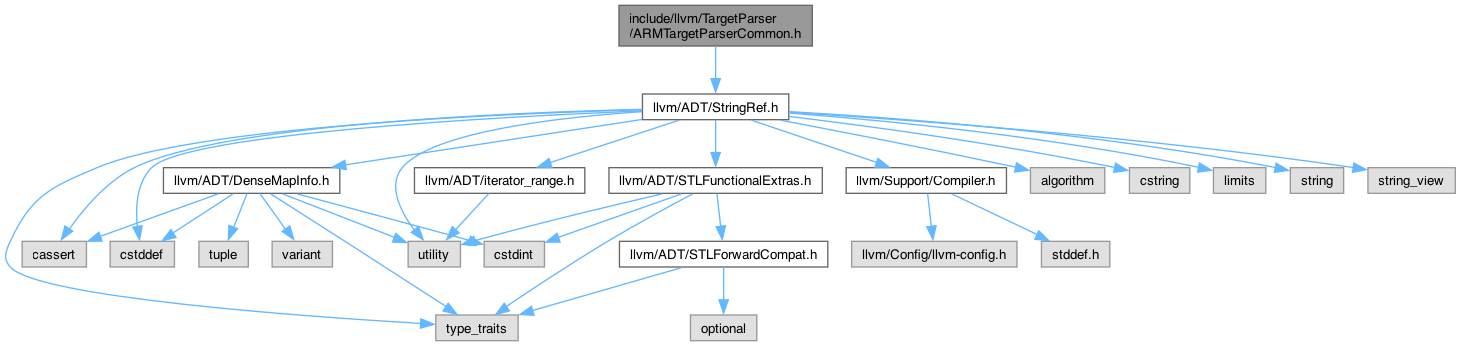 include/llvm/TargetParser
/ARMTargetParserCommon.h
llvm/ADT/StringRef.h
llvm/ADT/DenseMapInfo.h
llvm/ADT/iterator_range.h
llvm/ADT/STLFunctionalExtras.h
llvm/Support/Compiler.h
algorithm
cstring
limits
string
string_view
cassert
cstddef
tuple
variant
utility
cstdint
llvm/ADT/STLForwardCompat.h
llvm/Config/llvm-config.h
stddef.h
type_traits
optional